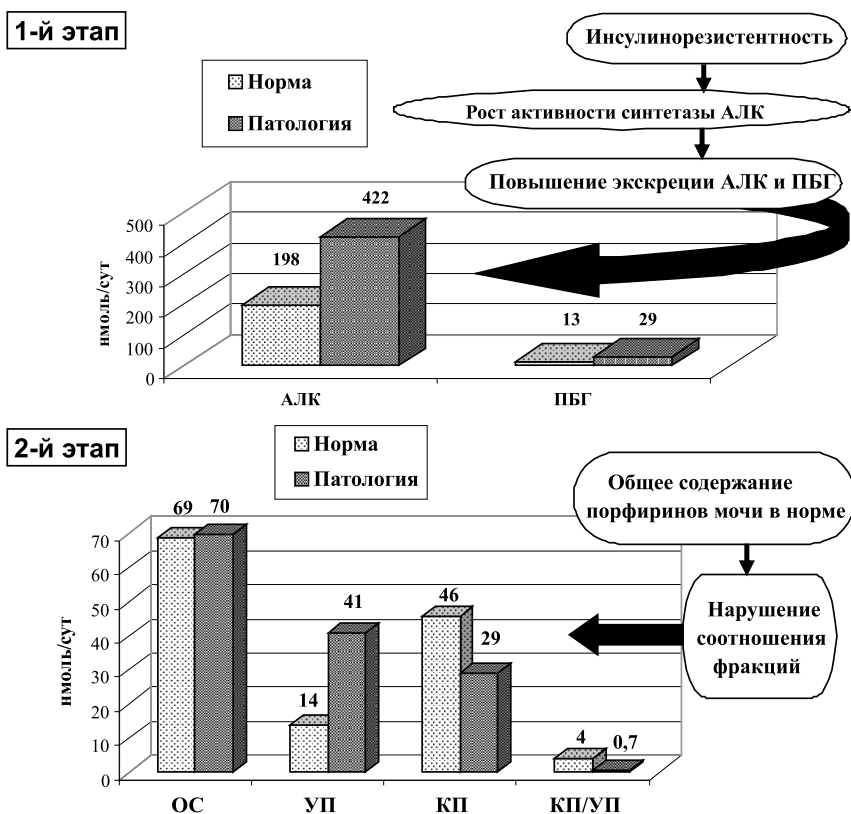 1-й этап
Норма
Патология
Инсулинорезистентность
Рост активности синтетазы АЛК
Повышение экскреции АЛК и ПБГ
нмоль/сут
500
400
300
200
100
0
198
422
13
29
АЛК
ПБГ
2-й этап
Норма
Патология
Общее содержание
порфиринов мочи в норме
Нарушение
соотношения
фракций
нмоль/сут
70
60
50
40
30
20
10
0
69
70
14
41
46
29
4
0,7
ОС
УП
КП
КП/УП